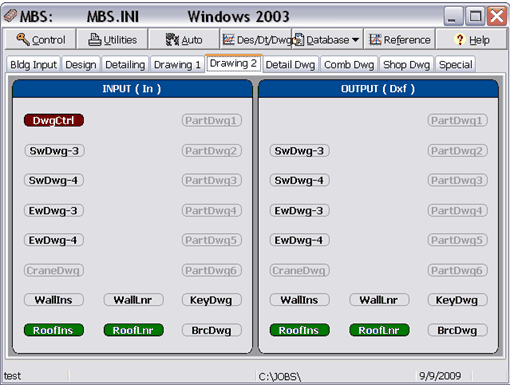 MBS: MBS.INI Windows 2003
Control Utilities Auto Des/Dt/Dwg Database Reference ? Help
Bldg Input Design Detailing Drawing 1 Drawing 2 Detail Dwg Comb Dwg Shop Dwg Special
INPUT ( In ) OUTPUT ( Dxf )
DwgCtrl PartDwg1 PartDwg1
SwDwg-3 PartDwg2 SwDwg-3 PartDwg2
SwDwg-4 PartDwg3 SwDwg-4 PartDwg3
EwDwg-3 PartDwg4 EwDwg-3 PartDwg4
EwDwg-4 PartDwg5 EwDwg-4 PartDwg5
CraneDwg PartDwg6 CraneDwg PartDwg6
WallIns WallLnr KeyDwg WallIns WallLnr KeyDwg
RoofIns RoofLnr BrcDwg RoofIns RoofLnr BrcDwg
test C:\JOBS\ 9/9/2009